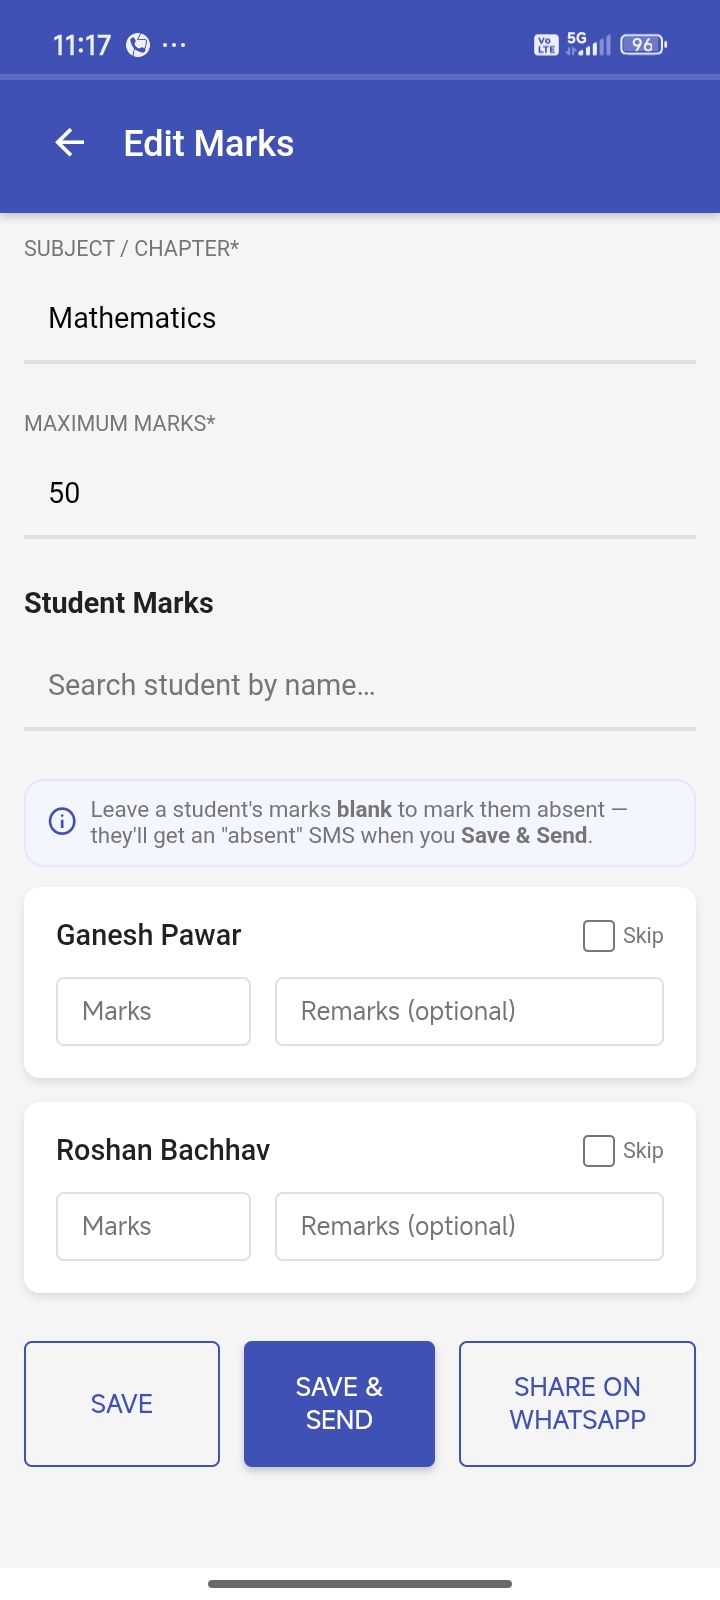 11:17 ...
Vo LTE 5G 96
Edit Marks
SUBJECT / CHAPTER*
Mathematics
MAXIMUM MARKS*
50
Student Marks
Search student by name...
Leave a student's marks blank to mark them absent —
they'll get an "absent" SMS when you Save & Send.
Ganesh Pawar
Skip
Marks
Remarks (optional)
Roshan Bachhav
Skip
Marks
Remarks (optional)
SAVE
SAVE &
SEND
SHARE ON
WHATSAPP